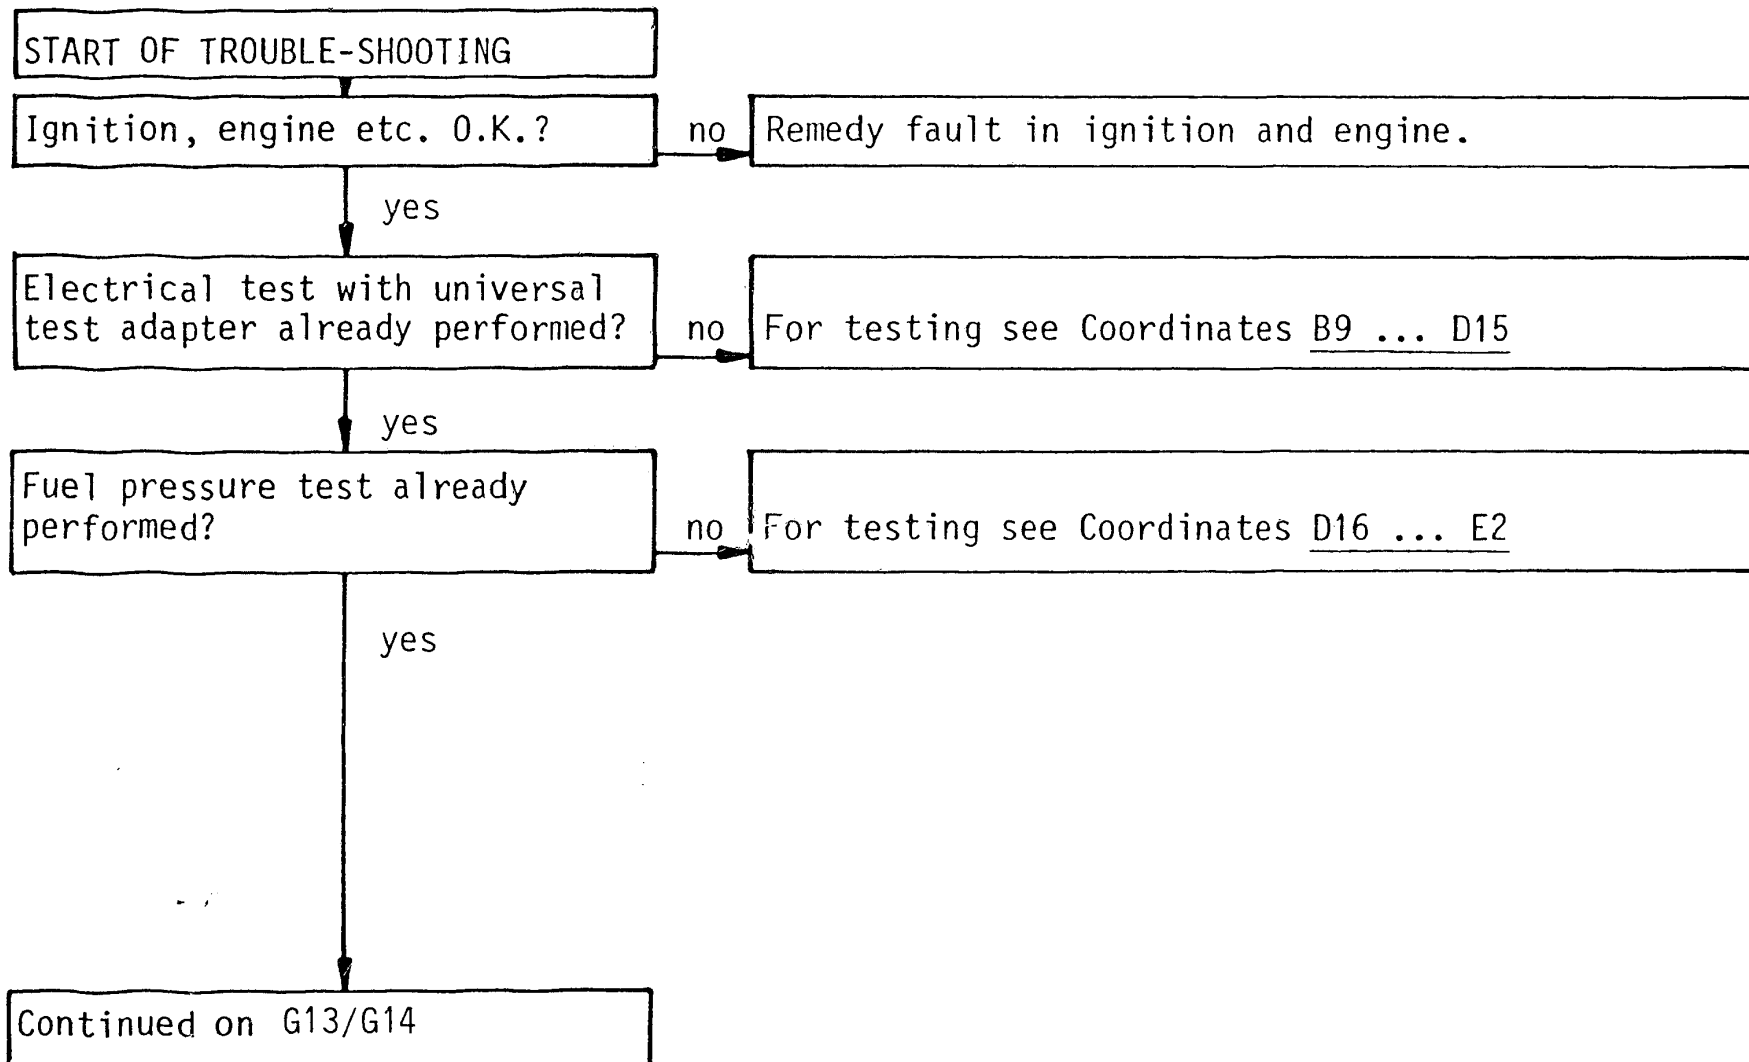 START OF TROUBLE-SHOOTING
Ignition, engine etc. O.K.?
no
Remedy fault in ignition and engine.
yes
Electrical test with universal
test adapter already performed?
no
For testing see Coordinates B9 ... D15
yes
Fuel pressure test already
performed?
no
For testing see Coordinates D16 ... E2
yes
Continued on G13/G14